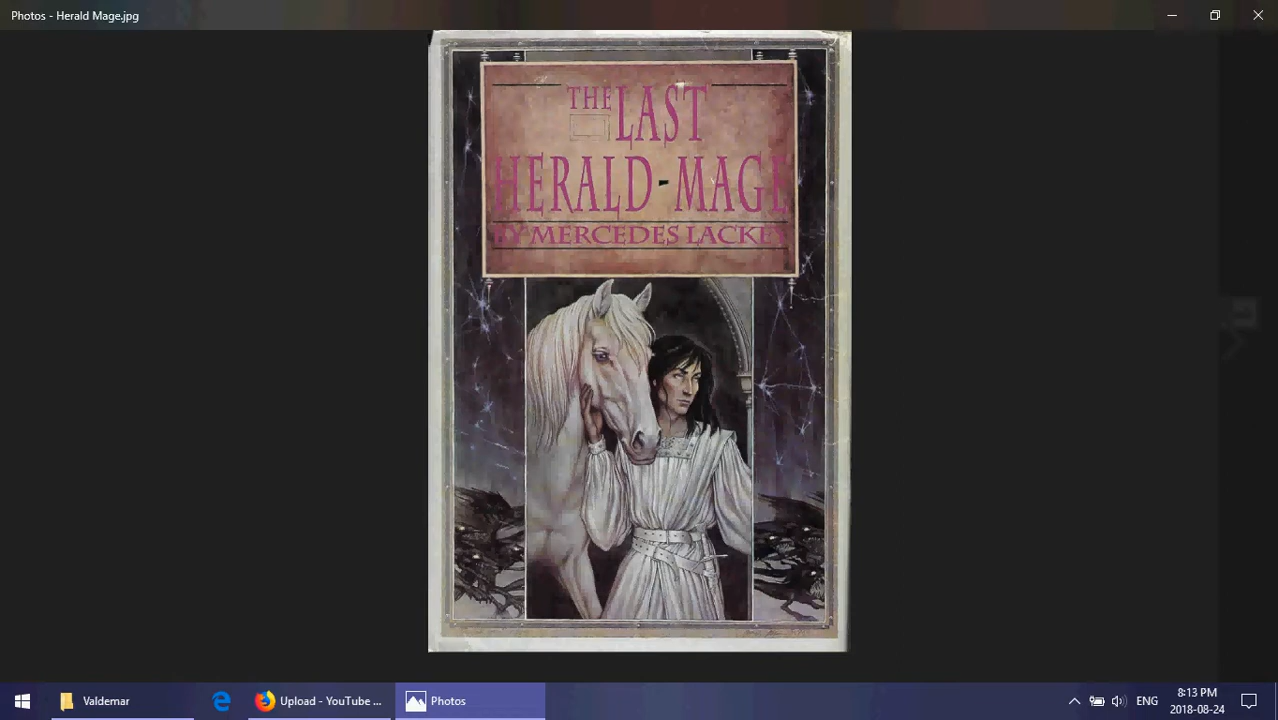 Photos - Herald Mage.jpg
THE LAST
HERALD-MAGE
BY MERCEDES LACKEY
Valdemar
Upload - YouTube ...
Photos
ENG
8:13 PM
2018-08-24